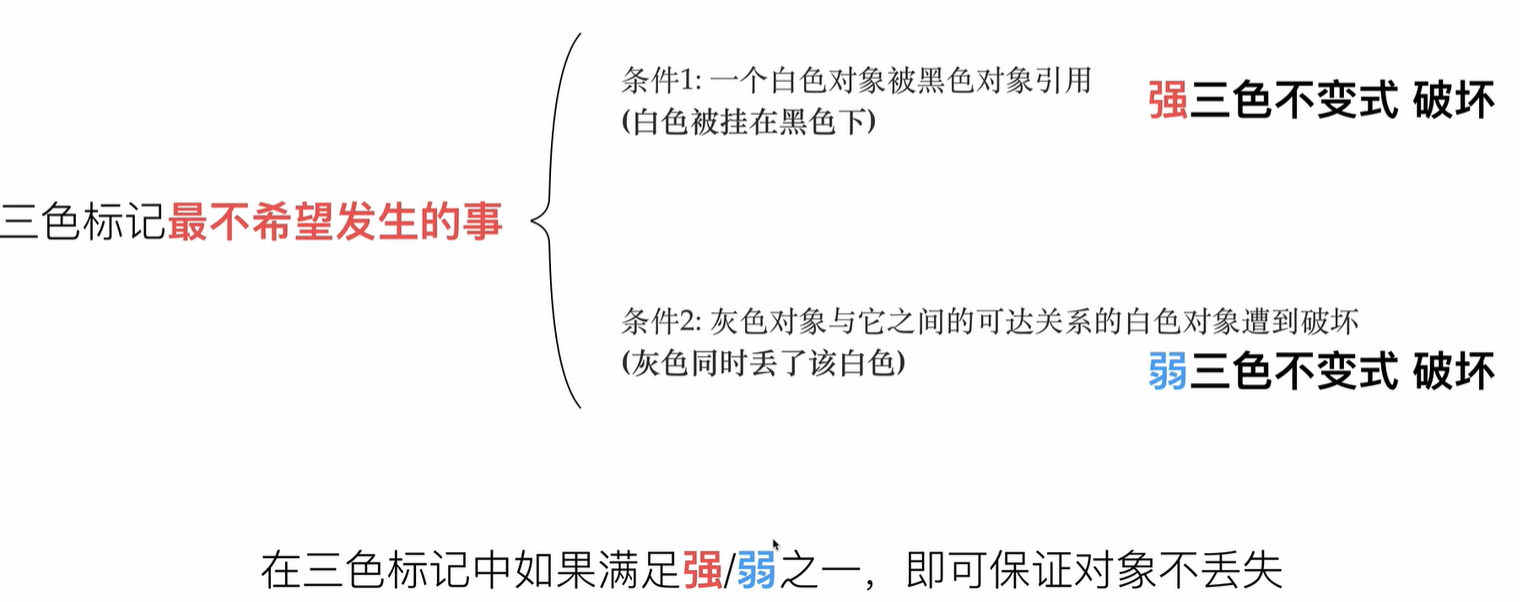 条件1: 一个白色对象被黑色对象引用
(白色被挂在黑色下)
强三色不变式 破坏
三色标记最不希望发生的事
条件2: 灰色对象与它之间的可达关系的白色对象遭到破坏
(灰色同时丢了该白色)
弱三色不变式 破坏
在三色标记中如果满足强/弱之一，即可保证对象不丢失